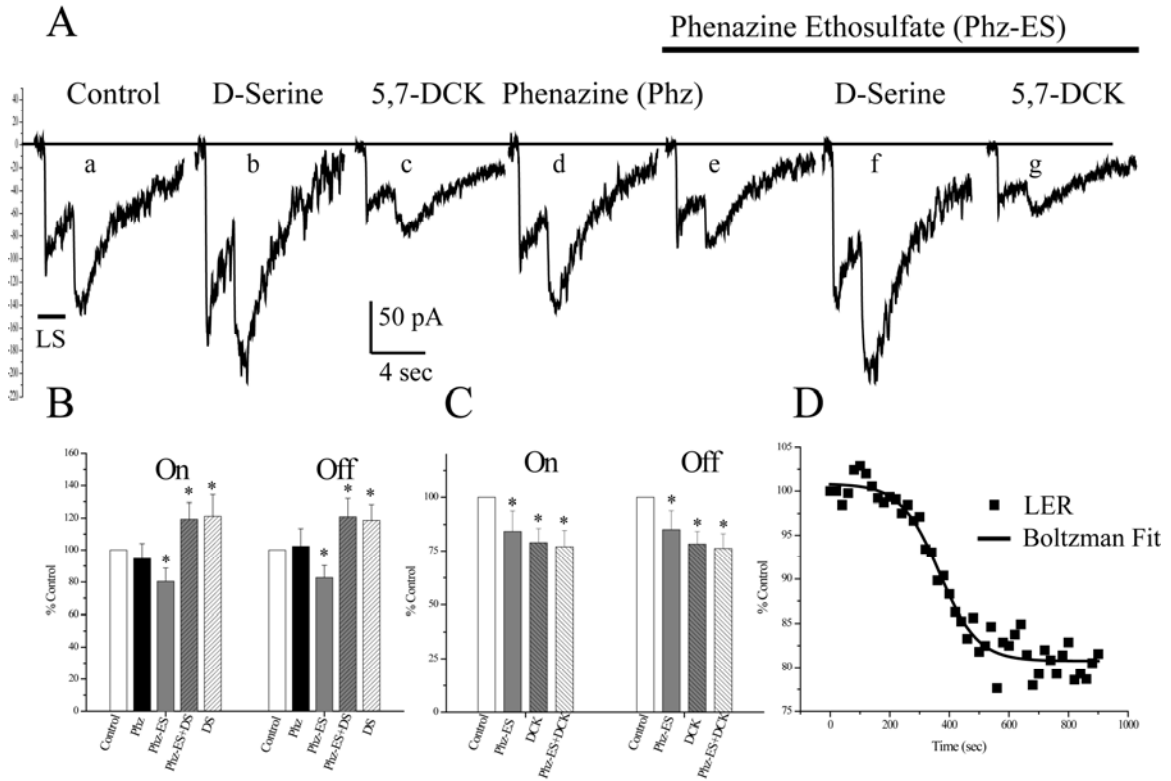 A
Phenazine Ethosulfate (Phz-ES)
Control D-Serine 5,7-DCK Phenazine (Phz) D-Serine 5,7-DCK
a b c d e f g
LS
50 pA
4 sec
B
On Off
% Control
160
140
120
100
80
60
40
20
0
* * * * * *
Control Phz Phz-ES Phz-ES+DS DS Control Phz Phz-ES Phz-ES+DS DS
C
On Off
% Control
100
75
50
25
0
* * * * * *
Control Phz-ES DCK Phz-ES+DCK Control Phz-ES DCK Phz-ES+DCK
D
LER
Boltzman Fit
% Control
105
100
95
90
85
80
75
0 200 400 600 800 1000
Time (sec)